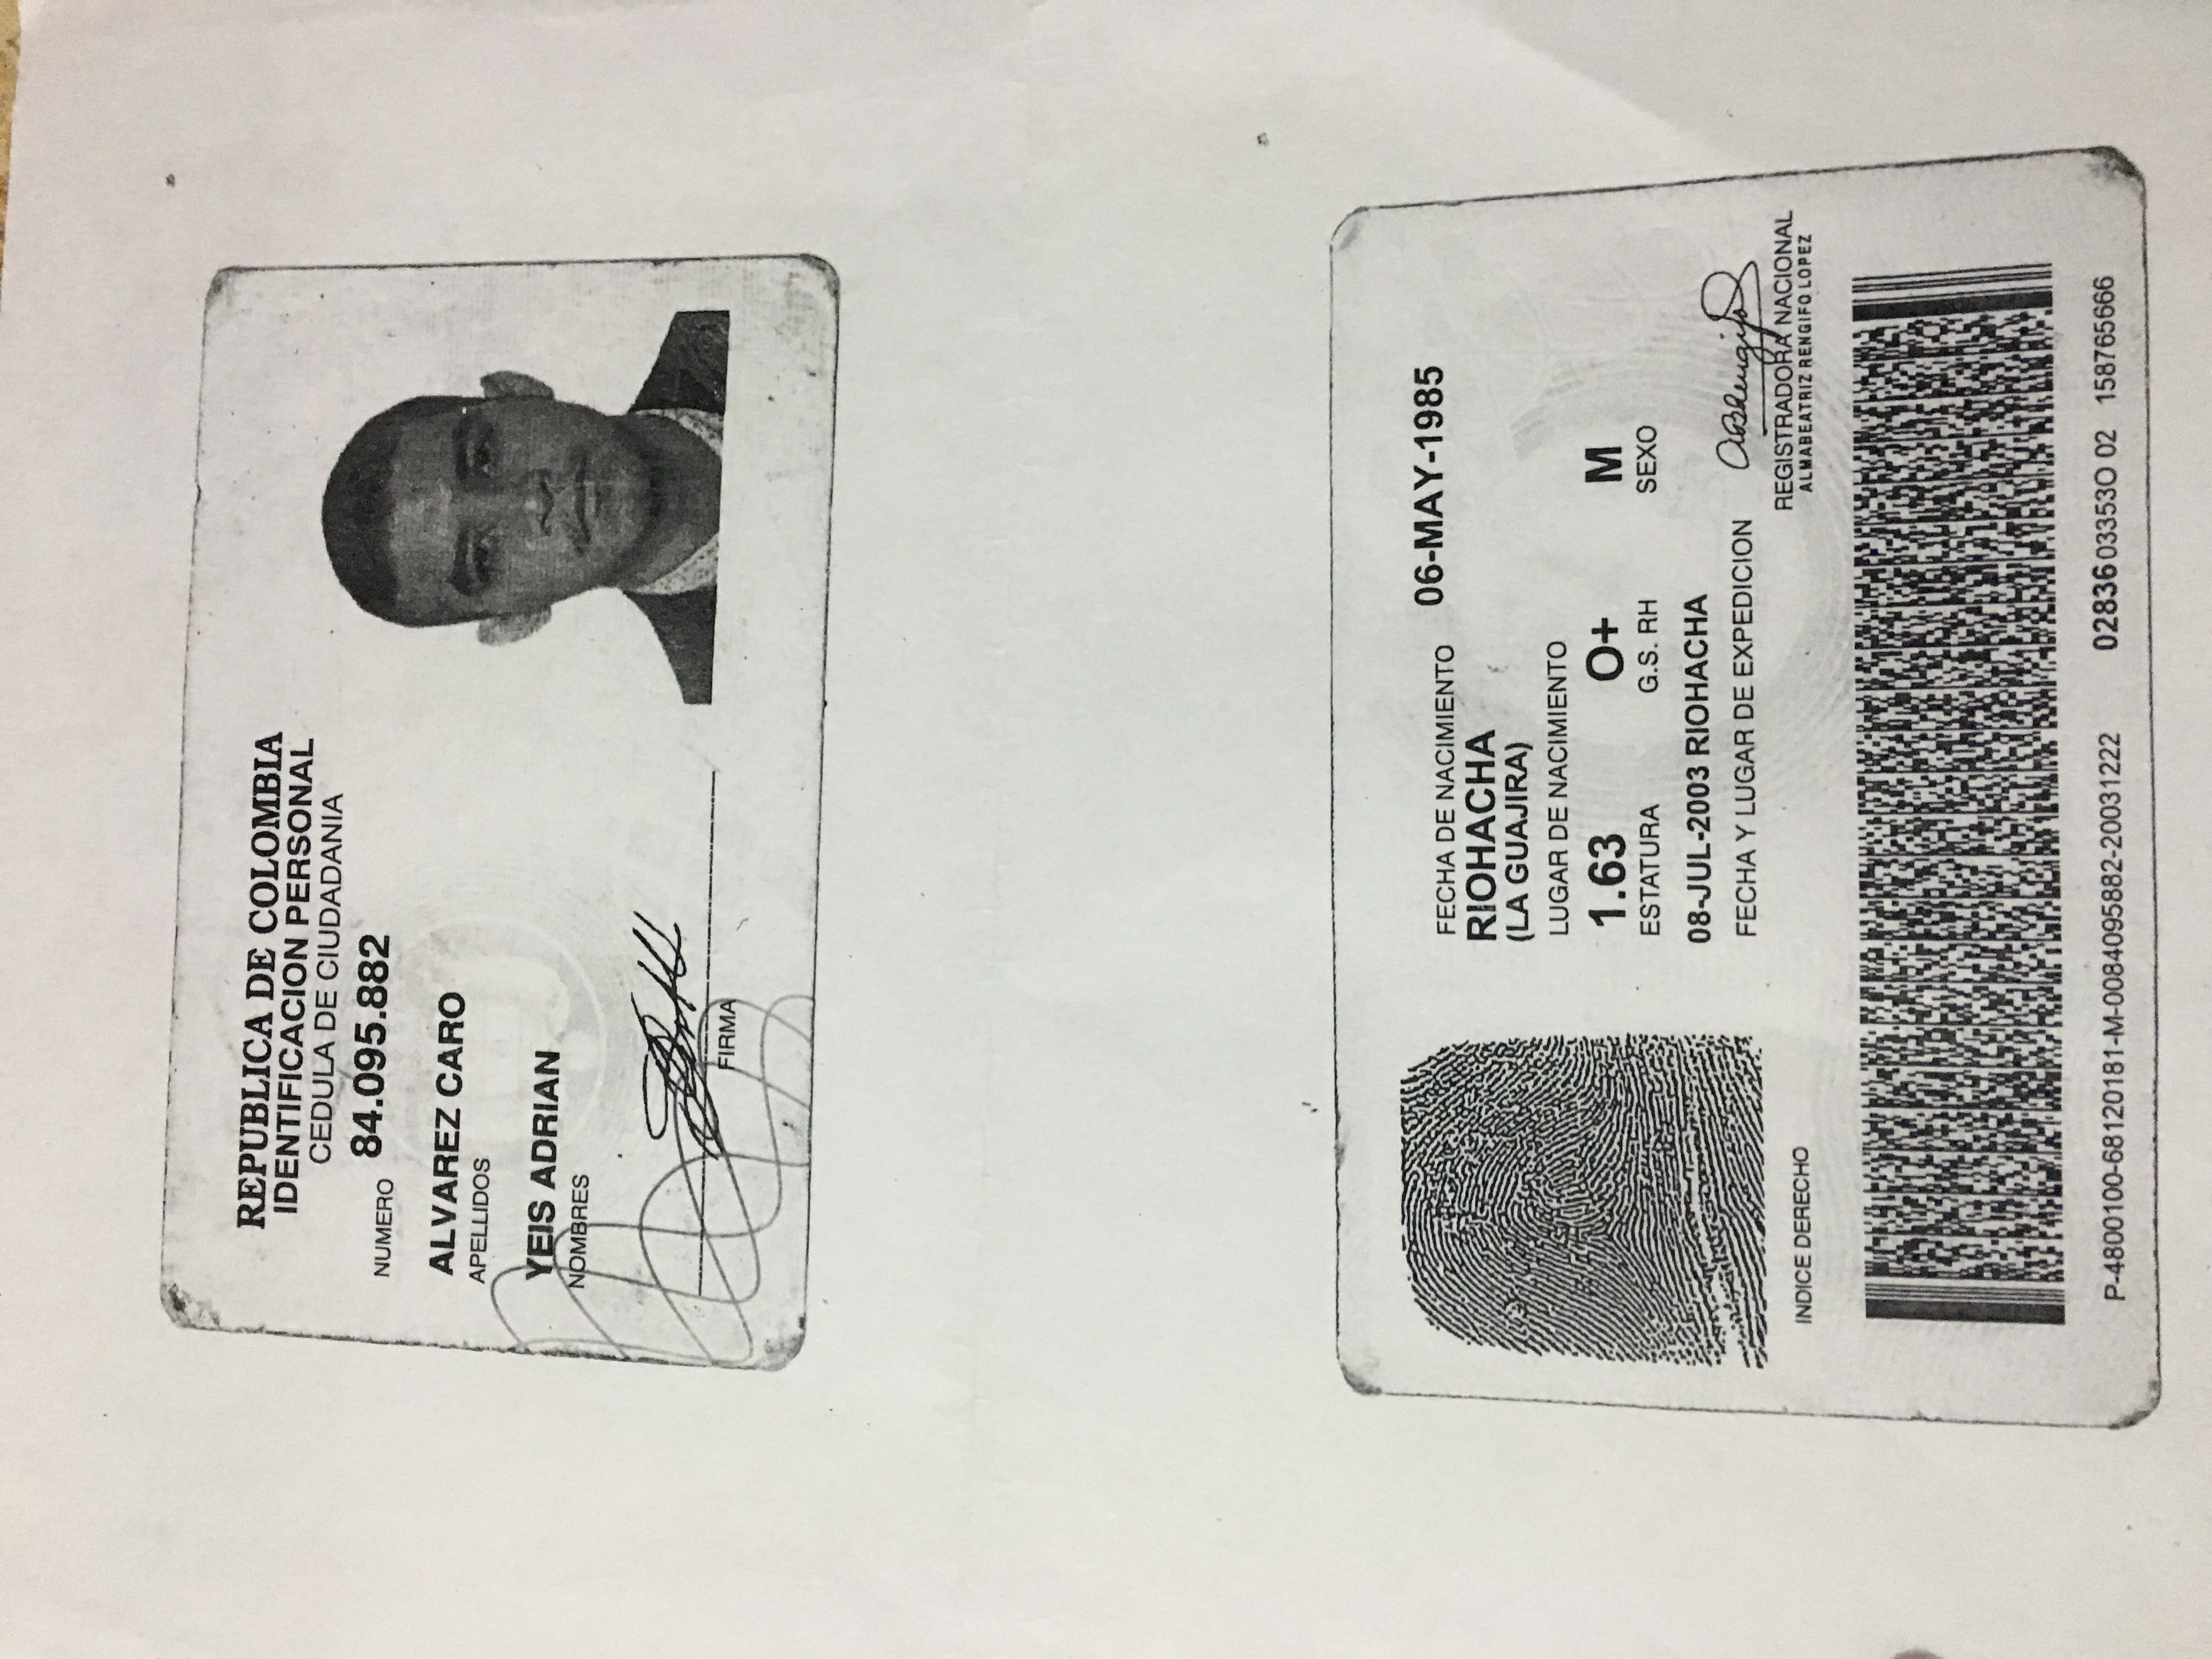 REPUBLICA DE COLOMBIA
IDENTIFICACION PERSONAL
CEDULA DE CIUDADANIA
NUMERO 84.095.882
ALVAREZ CARO
APELLIDOS
YEIS ADRIAN
NOMBRES
FIRMA
FECHA DE NACIMIENTO 06-MAY-1985
RIOHACHA
(LA GUAJIRA)
LUGAR DE NACIMIENTO
1.63 O+ M
ESTATURA G.S. RH SEXO
08-JUL-2003 RIOHACHA
FECHA Y LUGAR DE EXPEDICION
REGISTRADORA NACIONAL
ALMABEATRIZ RENGIFO LOPEZ
INDICE DERECHO
P-4800100-68120181-M-0084095882-20031222 02836 03353O 02 158765666